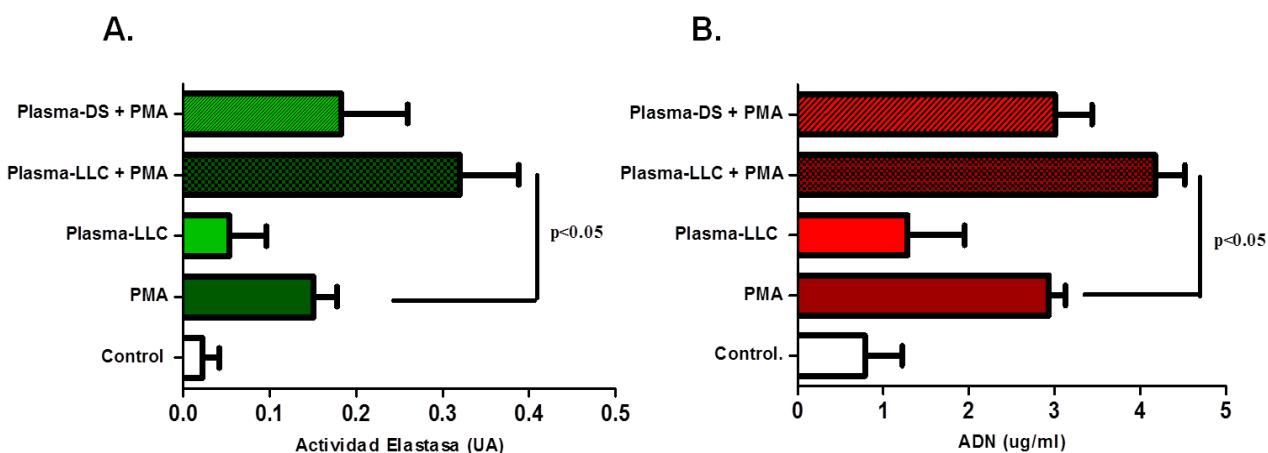 A.
Plasma-DS + PMA
Plasma-LLC + PMA
Plasma-LLC
PMA
Control
p<0.05
0.0 0.1 0.2 0.3 0.4 0.5
Actividad Elastasa (UA)
B.
Plasma-DS + PMA
Plasma-LLC + PMA
Plasma-LLC
PMA
Control.
p<0.05
0 1 2 3 4 5
ADN (ug/ml)